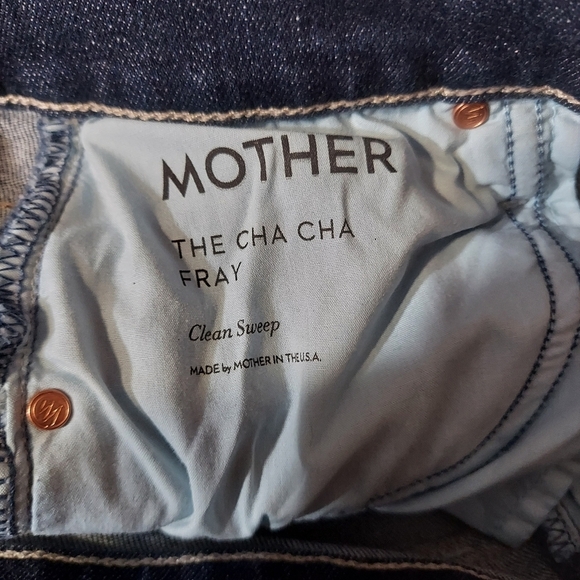 MOTHER
THE CHA CHA
FRAY
Clean Sweep
MADE by MOTHER IN THE U.S.A.